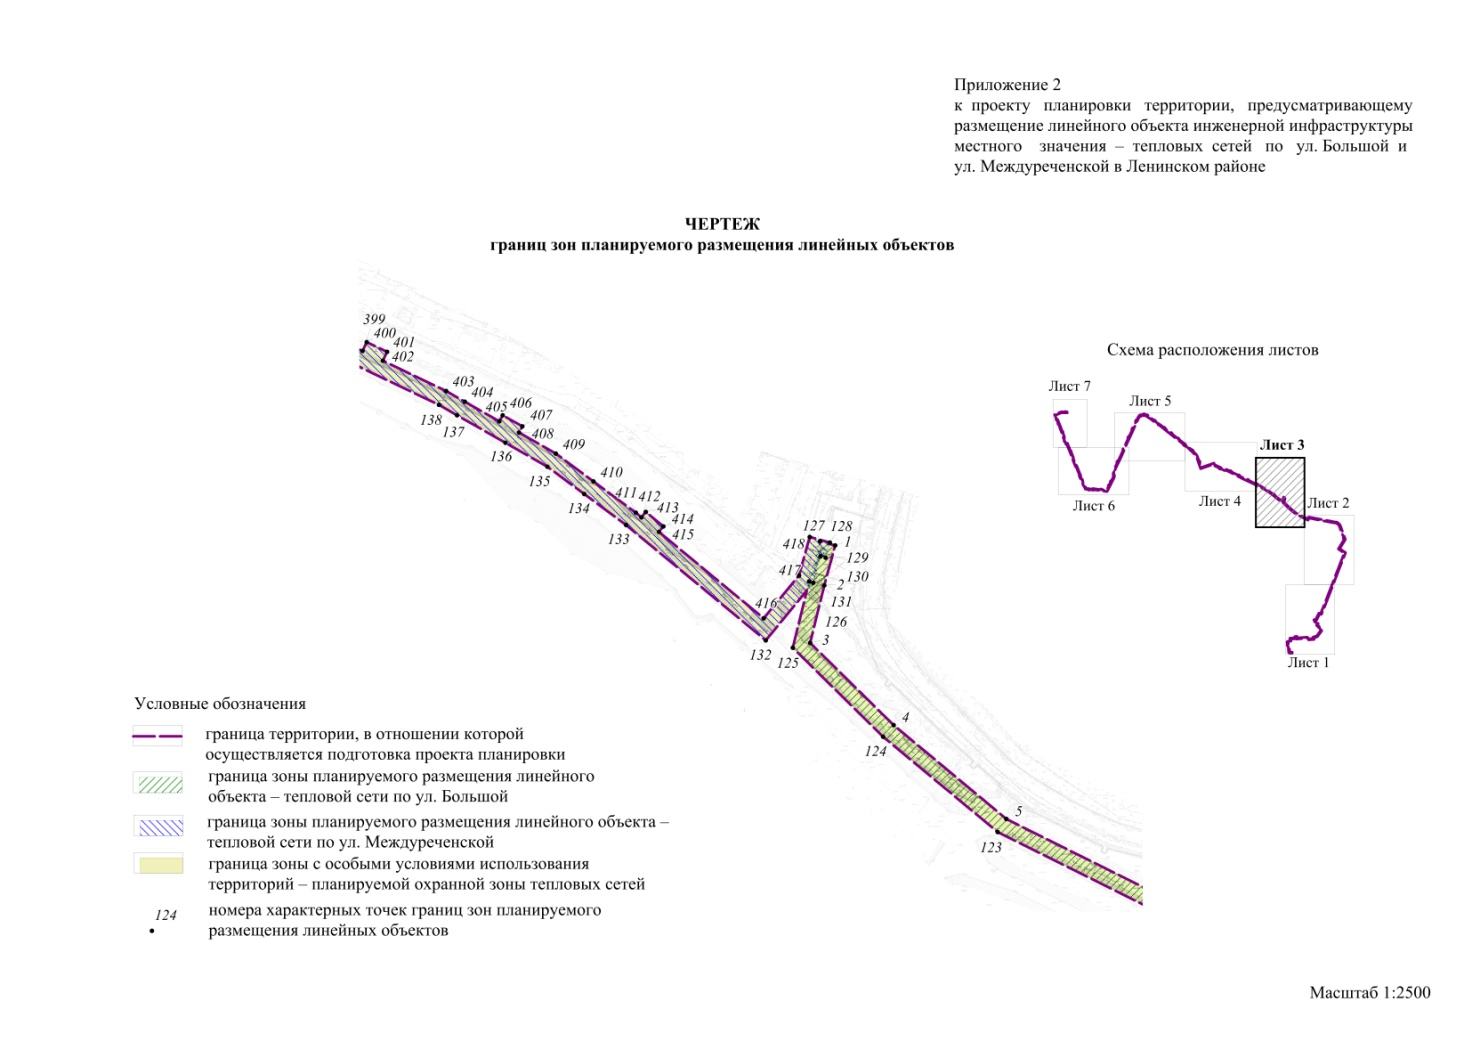 Приложение 2
к проекту планировки территории, предусматривающему
размещение линейного объекта инженерной инфраструктуры
местного значения – тепловых сетей по ул. Большой и
ул. Междуреченской в Ленинском районе
ЧЕРТЕЖ
границ зон планируемого размещения линейных объектов
399
400
401
402
403
404
405
406
407
408
409
410
411
412
413
414
415
138
137
136
135
134
133
127
128
418
1
129
417
130
2
131
416
126
3
132
125
4
124
5
123
Схема расположения листов
Лист 7
Лист 5
Лист 3
Лист 4
Лист 2
Лист 6
Лист 1
Условные обозначения
граница территории, в отношении которой
осуществляется подготовка проекта планировки
граница зоны планируемого размещения линейного
объекта – тепловой сети по ул. Большой
граница зоны планируемого размещения линейного объекта –
тепловой сети по ул. Междуреченской
граница зоны с особыми условиями использования
территорий – планируемой охранной зоны тепловых сетей
124
номера характерных точек границ зон планируемого
размещения линейных объектов
Масштаб 1:2500